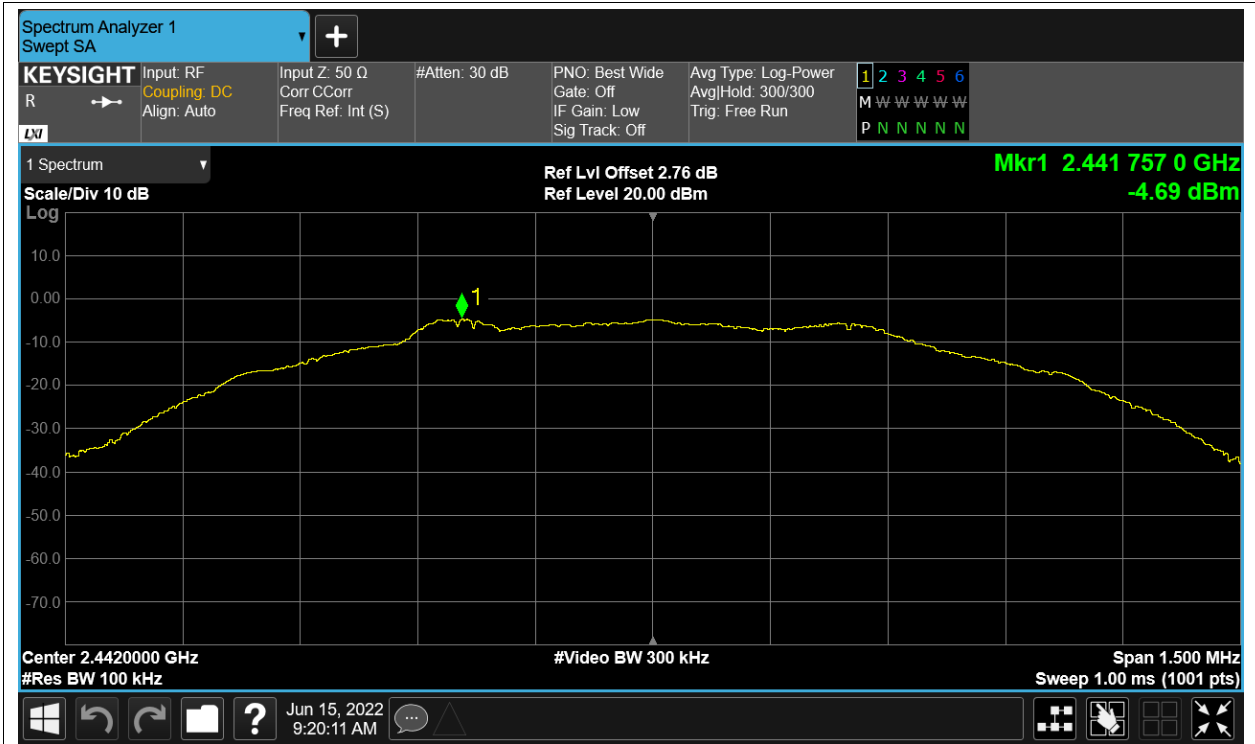 Spectrum Analyzer 1
Swept SA
+
KEYSIGHT
R
LXI
Input: RF
Coupling: DC
Align: Auto
Input Z: 50 Ω
Corr CCorr
Freq Ref: Int (S)
#Atten: 30 dB
PNO: Best Wide
Gate: Off
IF Gain: Low
Sig Track: Off
Avg Type: Log-Power
Avg|Hold: 300/300
Trig: Free Run
1 2 3 4 5 6
M W W W W W
P N N N N N
1 Spectrum
Scale/Div 10 dB
Ref Lvl Offset 2.76 dB
Ref Level 20.00 dBm
Mkr1 2.441 757 0 GHz
-4.69 dBm
Log
10.0
0.00
-10.0
-20.0
-30.0
-40.0
-50.0
-60.0
-70.0
1
Center 2.4420000 GHz
#Res BW 100 kHz
#Video BW 300 kHz
Span 1.500 MHz
Sweep 1.00 ms (1001 pts)
?
Jun 15, 2022
9:20:11 AM